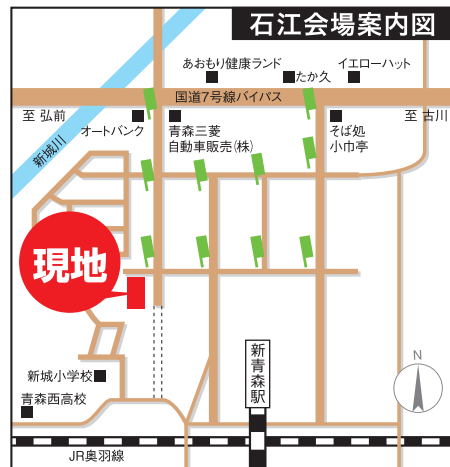 石江会場案内図
あおもり健康ランド
たか久
イエローハット
国道7号線バイパス
至 弘前
至 古川
オートバンク
青森三菱
自動車販売(株)
そば処
小巾亭
新城川
現地
新青森駅
新城小学校
青森西高校
N
JR奥羽線